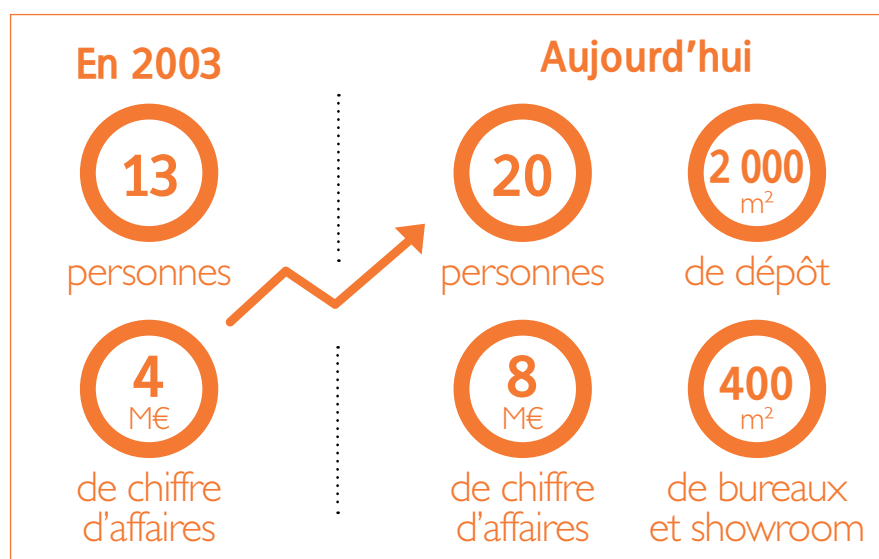 En 2003
13
personnes
4
M€
de chiffre
d'affaires
Aujourd'hui
20
personnes
2 000
m²
de dépôt
8
M€
de chiffre
d'affaires
400
m²
de bureaux
et showroom